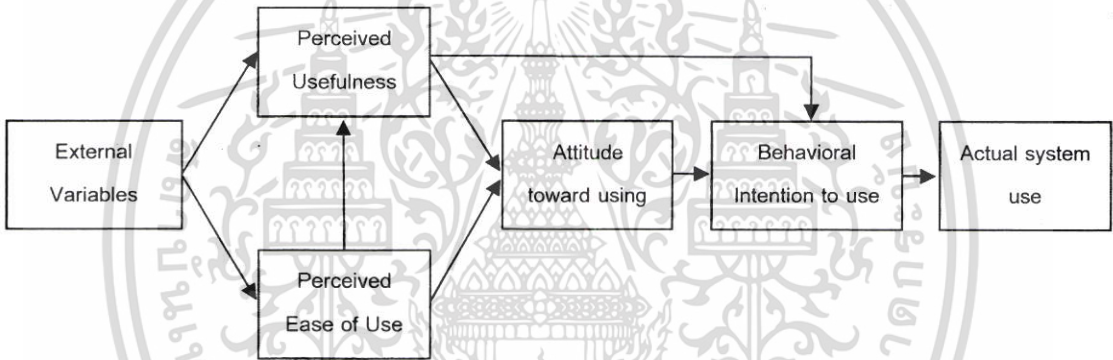 Perceived
Usefulness
External
Variables
Attitude
toward using
Behavioral
Intention to use
Actual system
use
Perceived
Ease of Use